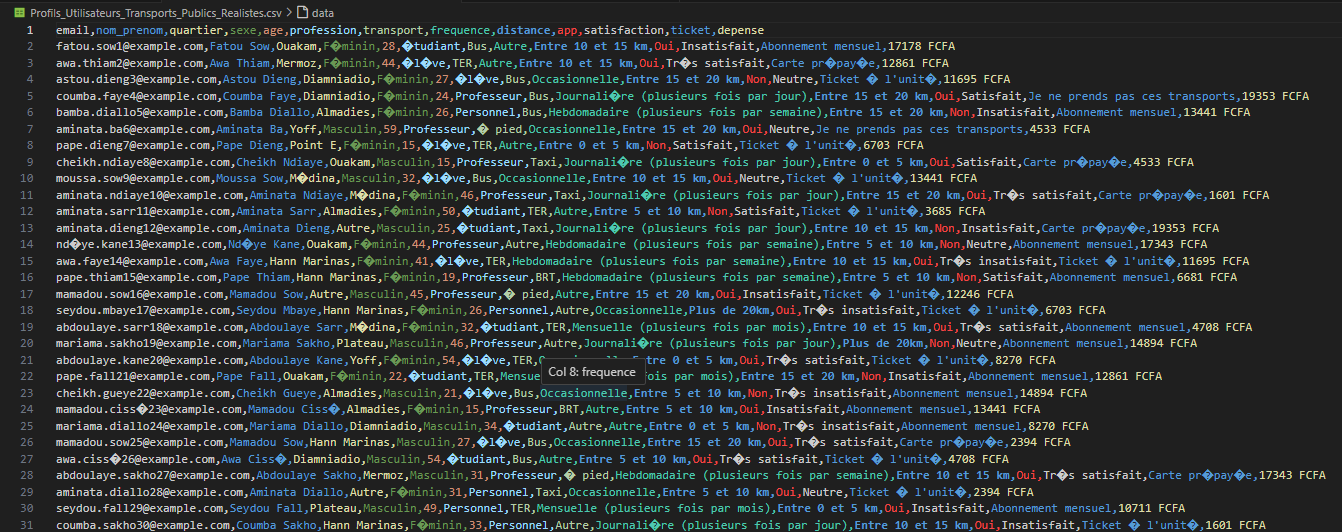 Profils_Utilisateurs_Transports_Publics_Realistes.csv > data
1 email,nom_prenom,quartier,sexe,age,profession,transport,frequence,distance,app,satisfaction,ticket,depense
2 fatou.sow1@example.com,Fatou Sow,Ouakam,F�minin,28,�tudiant,Bus,Autre,Entre 10 et 15 km,Oui,Insatisfait,Abonnement mensuel,17178 FCFA
3 awa.thiam2@example.com,Awa Thiam,Mermoz,F�minin,44,�l�ve,TER,Autre,Entre 10 et 15 km,Oui,Tr�s satisfait,Carte pr�pay�e,12861 FCFA
4 astou.dieng3@example.com,Astou Dieng,Diamniadio,F�minin,27,�l�ve,Bus,Occasionnelle,Entre 15 et 20 km,Non,Neutre,Ticket � l'unit�,11695 FCFA
5 coumba.faye4@example.com,Coumba Faye,Diamniadio,F�minin,24,Professeur,Bus,Journali�re (plusieurs fois par jour),Entre 15 et 20 km,Oui,Satisfait,Je ne prends pas ces transports,19353 FCFA
6 bamba.diallo5@example.com,Bamba Diallo,Almadies,F�minin,26,Personnel,Bus,Hebdomadaire (plusieurs fois par semaine),Entre 15 et 20 km,Non,Insatisfait,Abonnement mensuel,13441 FCFA
7 aminata.ba6@example.com,Aminata Ba,Yoff,Masculin,59,Professeur,� pied,Occasionnelle,Entre 15 et 20 km,Oui,Neutre,Je ne prends pas ces transports,4533 FCFA
8 pape.dieng7@example.com,Pape Dieng,Point E,F�minin,15,�l�ve,TER,Autre,Entre 0 et 5 km,Non,Satisfait,Ticket � l'unit�,6703 FCFA
9 cheikh.ndiaye8@example.com,Cheikh Ndiaye,Ouakam,Masculin,15,Professeur,Taxi,Journali�re (plusieurs fois par jour),Entre 0 et 5 km,Oui,Satisfait,Carte pr�pay�e,4533 FCFA
10 moussa.sow9@example.com,Moussa Sow,M�dina,Masculin,32,�l�ve,Bus,Occasionnelle,Entre 10 et 15 km,Oui,Neutre,Ticket � l'unit�,13441 FCFA
11 aminata.ndiaye10@example.com,Aminata Ndiaye,M�dina,F�minin,46,Professeur,Taxi,Journali�re (plusieurs fois par jour),Entre 15 et 20 km,Oui,Tr�s satisfait,Carte pr�pay�e,1601 FCFA
12 aminata.sarr11@example.com,Aminata Sarr,Almadies,F�minin,50,�tudiant,TER,Autre,Entre 5 et 10 km,Non,Satisfait,Ticket � l'unit�,3685 FCFA
13 aminata.dieng12@example.com,Aminata Dieng,Autre,Masculin,25,�tudiant,Taxi,Journali�re (plusieurs fois par jour),Entre 10 et 15 km,Non,Insatisfait,Ticket � l'unit�,19353 FCFA
14 nd�ye.kane13@example.com,Nd�ye Kane,Ouakam,F�minin,44,Professeur,Autre,Hebdomadaire (plusieurs fois par semaine),Entre 5 et 10 km,Non,Neutre,Abonnement mensuel,17343 FCFA
15 awa.faye14@example.com,Awa Faye,Hann Marinas,F�minin,41,�l�ve,TER,Hebdomadaire (plusieurs fois par semaine),Entre 10 et 15 km,Oui,Tr�s insatisfait,Ticket � l'unit�,11695 FCFA
16 pape.thiam15@example.com,Pape Thiam,Hann Marinas,F�minin,19,Professeur,BRT,Hebdomadaire (plusieurs fois par semaine),Entre 5 et 10 km,Non,Satisfait,Abonnement mensuel,6681 FCFA
17 mamadou.sow16@example.com,Mamadou Sow,Autre,Masculin,45,Professeur,� pied,Autre,Entre 15 et 20 km,Oui,Insatisfait,Ticket � l'unit�,12246 FCFA
18 seydou.mbaye17@example.com,Seydou Mbaye,Hann Marinas,F�minin,26,Personnel,Autre,Occasionnelle,Plus de 20km,Oui,Tr�s insatisfait,Ticket � l'unit�,6703 FCFA
19 abdoulaye.sarr18@example.com,Abdoulaye Sarr,M�dina,F�minin,32,�tudiant,TER,Mensuelle (plusieurs fois par mois),Entre 10 et 15 km,Oui,Tr�s satisfait,Abonnement mensuel,4708 FCFA
20 mariama.sakho19@example.com,Mariama Sakho,Plateau,Masculin,46,Professeur,Autre,Journali�re (plusieurs fois par jour),Plus de 20km,Non,Neutre,Abonnement mensuel,14894 FCFA
21 abdoulaye.kane20@example.com,Abdoulaye Kane,Yoff,F�minin,54,�l�ve,TER,Occasionnelle,Entre 0 et 5 km,Oui,Tr�s satisfait,Ticket � l'unit�,8270 FCFA
Col 8: frequence
22 pape.fall21@example.com,Pape Fall,Ouakam,F�minin,22,�tudiant,TER,Mensue fois par mois),Entre 15 et 20 km,Non,Insatisfait,Abonnement mensuel,12861 FCFA
23 cheikh.gueye22@example.com,Cheikh Gueye,Almadies,Masculin,21,�l�ve,Bus,Occasionnelle,Entre 5 et 10 km,Non,Tr�s insatisfait,Abonnement mensuel,14894 FCFA
24 mamadou.ciss�23@example.com,Mamadou Ciss�,Almadies,F�minin,15,Professeur,BRT,Autre,Entre 5 et 10 km,Oui,Insatisfait,Abonnement mensuel,13441 FCFA
25 mariama.diallo24@example.com,Mariama Diallo,Diamniadio,Masculin,34,�tudiant,Autre,Autre,Entre 0 et 5 km,Non,Tr�s insatisfait,Abonnement mensuel,8270 FCFA
26 mamadou.sow25@example.com,Mamadou Sow,Hann Marinas,Masculin,27,�l�ve,Bus,Occasionnelle,Entre 15 et 20 km,Oui,Tr�s satisfait,Carte pr�pay�e,2394 FCFA
27 awa.ciss�26@example.com,Awa Ciss�,Diamniadio,Masculin,54,�tudiant,Bus,Autre,Entre 5 et 10 km,Oui,Tr�s satisfait,Ticket � l'unit�,4708 FCFA
28 abdoulaye.sakho27@example.com,Abdoulaye Sakho,Mermoz,Masculin,31,Professeur,� pied,Hebdomadaire (plusieurs fois par semaine),Entre 10 et 15 km,Oui,Tr�s satisfait,Carte pr�pay�e,17343 FCFA
29 aminata.diallo28@example.com,Aminata Diallo,Autre,F�minin,31,Personnel,Taxi,Occasionnelle,Entre 5 et 10 km,Oui,Neutre,Ticket � l'unit�,2394 FCFA
30 seydou.fall29@example.com,Seydou Fall,Plateau,Masculin,49,Personnel,TER,Mensuelle (plusieurs fois par mois),Entre 0 et 5 km,Oui,Neutre,Abonnement mensuel,10711 FCFA
31 coumba.sakho30@example.com,Coumba Sakho,Hann Marinas,F�minin,33,Personnel,Autre,Journali�re (plusieurs fois par jour),Entre 10 et 15 km,Oui,Insatisfait,Abonnement mensuel,1601 FCFA